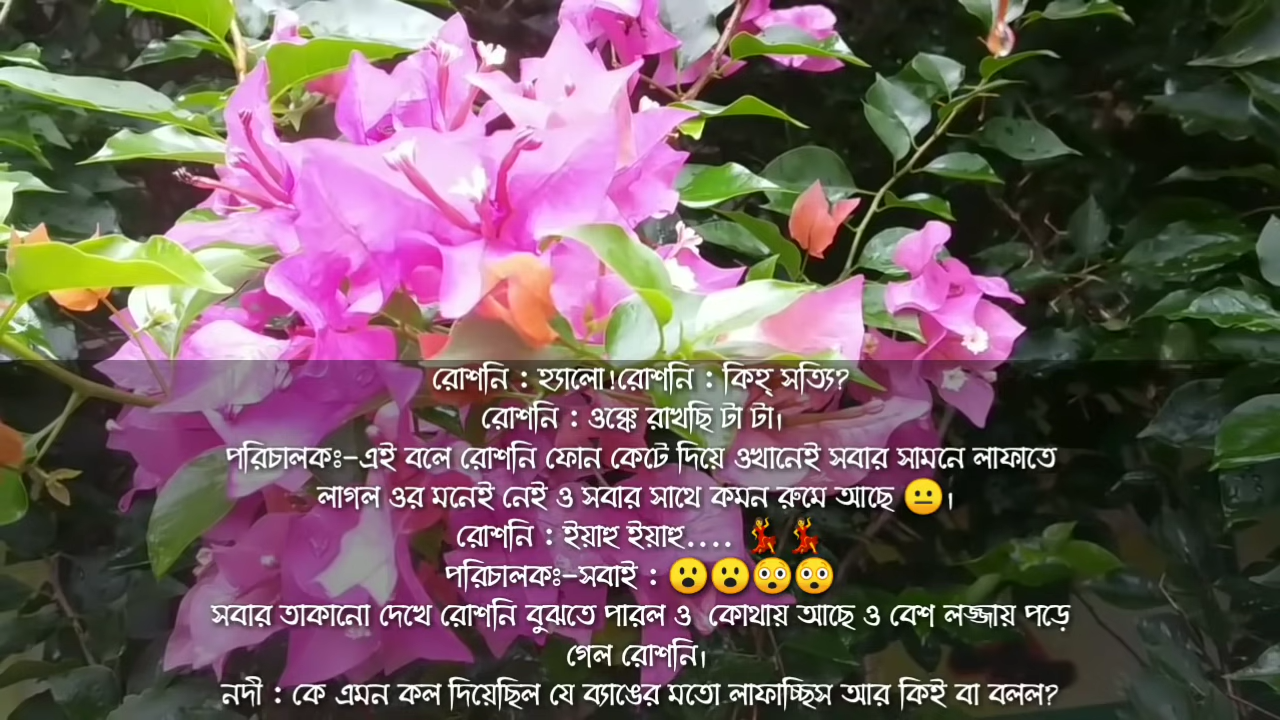 রোশনি : হ্যালো।রোশনি : কিহ্ সত্যি?
রোশনি : ওক্কে রাখছি টা টা।
পরিচালকঃ-এই বলে রোশনি ফোন কেটে দিয়ে ওখানেই সবার সামনে লাফাতে
লাগল ওর মনেই নেই ও সবার সাথে কমন রুমে আছে 😐।
রোশনি : ইয়াহু ইয়াহু.... 💃💃
পরিচালকঃ-সবাই : 😮😮😳😳
সবার তাকানো দেখে রোশনি বুঝতে পারল ও কোথায় আছে ও বেশ লজ্জায় পড়ে
গেল রোশনি।
নদী : কে এমন কল দিয়েছিল যে ব্যাঙের মতো লাফাচ্ছিস আর কিই বা বলল?